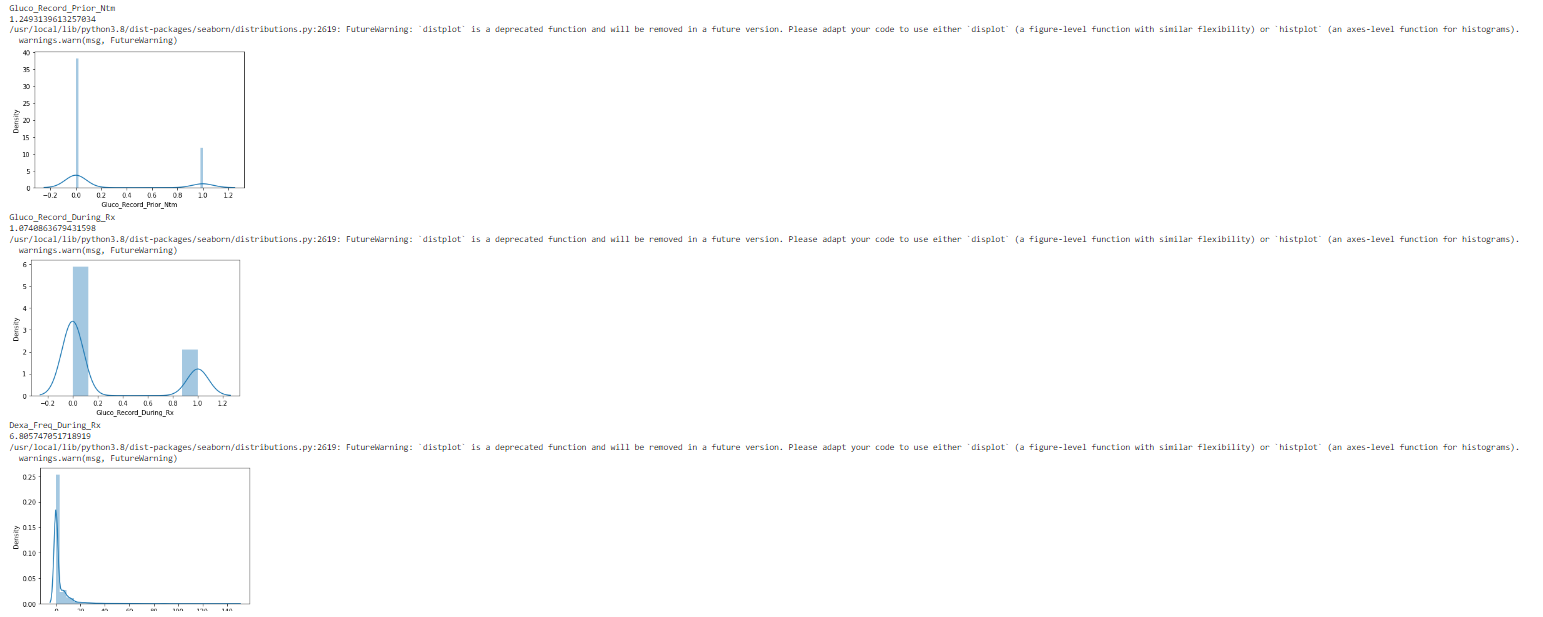 Gluco_Record_Prior_Ntm
1.2493139613257034
/usr/local/lib/python3.8/dist-packages/seaborn/distributions.py:2619: FutureWarning: `distplot` is a deprecated function and will be removed in a future version. Please adapt your code to use either `displot` (a figure-level function with similar flexibility) or `histplot` (an axes-level function for histograms).
warnings.warn(msg, FutureWarning)
40
35
30
25
20
15
10
5
0
Density
−0.2 0.0 0.2 0.4 0.6 0.8 1.0 1.2
Gluco_Record_Prior_Ntm
Gluco_Record_During_Rx
1.0740863679431598
/usr/local/lib/python3.8/dist-packages/seaborn/distributions.py:2619: FutureWarning: `distplot` is a deprecated function and will be removed in a future version. Please adapt your code to use either `displot` (a figure-level function with similar flexibility) or `histplot` (an axes-level function for histograms).
warnings.warn(msg, FutureWarning)
6
5
4
3
2
1
0
Density
−0.2 0.0 0.2 0.4 0.6 0.8 1.0 1.2
Gluco_Record_During_Rx
Dexa_Freq_During_Rx
6.805747051718919
/usr/local/lib/python3.8/dist-packages/seaborn/distributions.py:2619: FutureWarning: `distplot` is a deprecated function and will be removed in a future version. Please adapt your code to use either `displot` (a figure-level function with similar flexibility) or `histplot` (an axes-level function for histograms).
warnings.warn(msg, FutureWarning)
0.25
0.20
0.15
0.10
0.05
0.00
Density
0 20 40 60 80 100 120 140